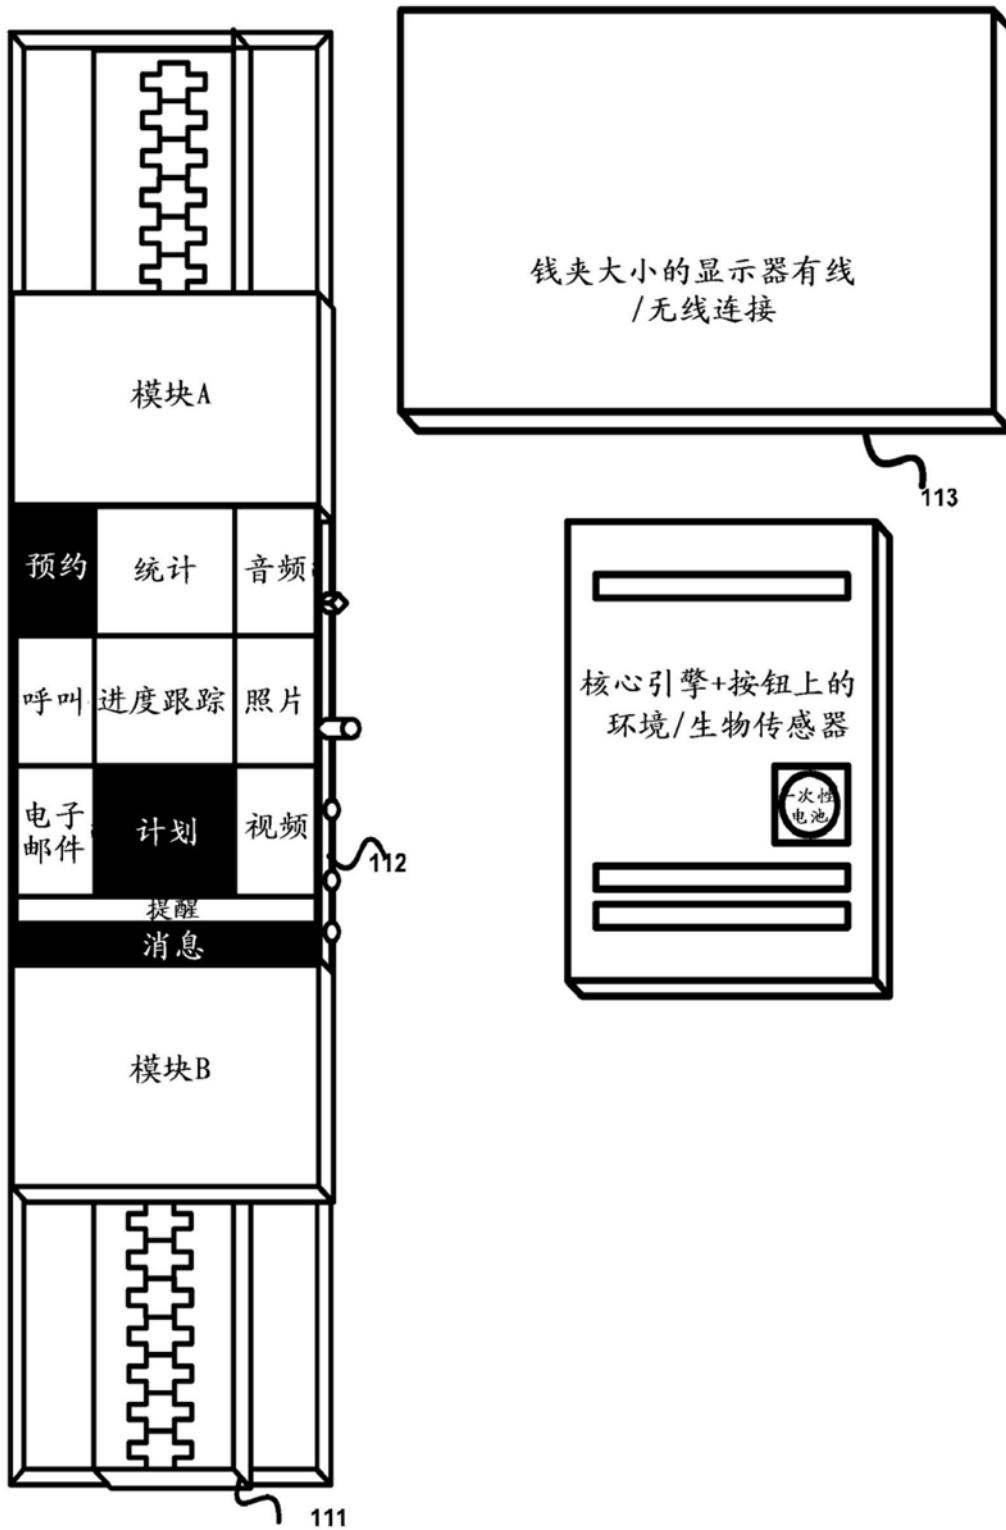 钱夹大小的显示器有线
/无线连接
113
模块A
预约
统计
音频
呼叫
进度跟踪
照片
电子
邮件
计划
视频
提醒
消息
112
模块B
111
核心引擎+按钮上的
环境/生物传感器
一次性
电池